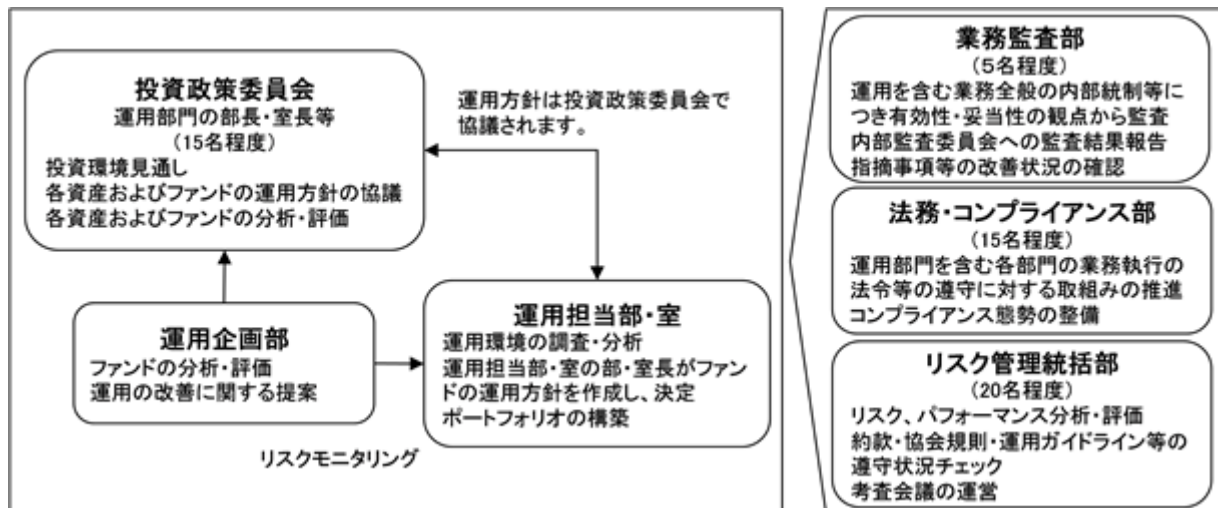 投資政策委員会
運用部門の部長・室長等
（15名程度）
投資環境見通し
各資産およびファンドの運用方針の協議
各資産およびファンドの分析・評価
運用方針は投資政策委員会で
協議されます。
運用企画部
ファンドの分析・評価
運用の改善に関する提案
運用担当部・室
運用環境の調査・分析
運用担当部・室の部・室長がファン
ドの運用方針を作成し、決定
ポートフォリオの構築
リスクモニタリング
業務監査部
（5名程度）
運用を含む業務全般の内部統制等に
つき有効性・妥当性の観点から監査
内部監査委員会への監査結果報告
指摘事項等の改善状況の確認
法務・コンプライアンス部
（15名程度）
運用部門を含む各部門の業務執行の
法令等の遵守に対する取組みの推進
コンプライアンス態勢の整備
リスク管理統括部
（20名程度）
リスク、パフォーマンス分析・評価
約款・協会規則・運用ガイドライン等の
遵守状況チェック
考査会議の運営